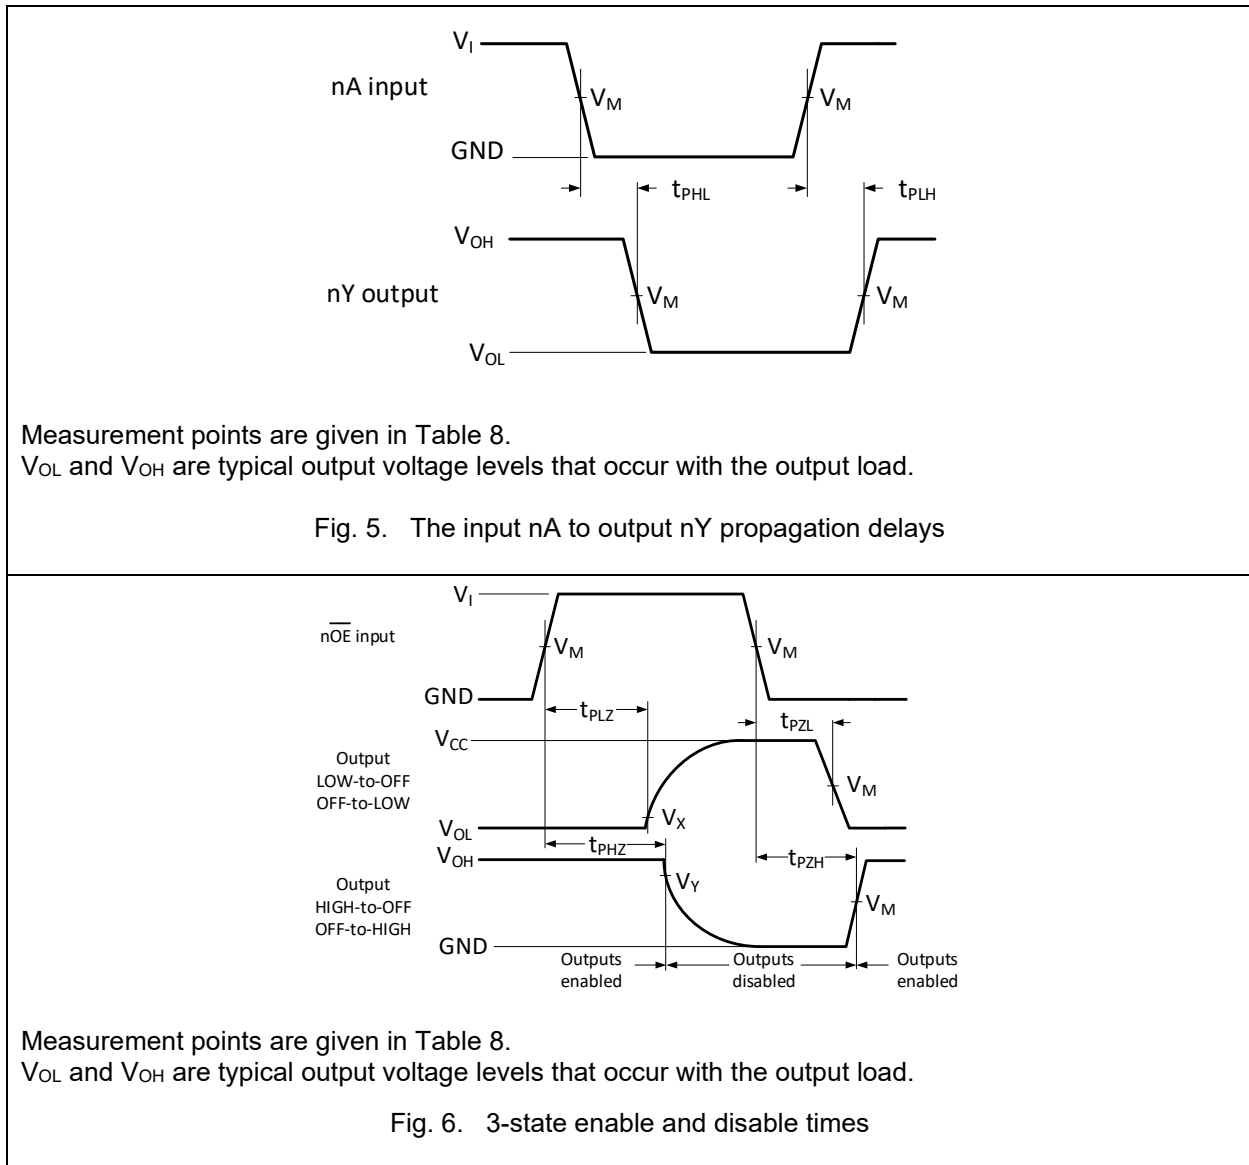 V_I
nA input
V_M
V_M
GND
t_PHL
t_PLH
V_OH
nY output
V_M
V_M
V_OL
Measurement points are given in Table 8.
V_OL and V_OH are typical output voltage levels that occur with the output load.
Fig. 5. The input nA to output nY propagation delays
V_I
nO̅E̅ input
V_M
V_M
GND
t_PLZ
t_PZL
V_CC
Output
LOW-to-OFF
OFF-to-LOW
V_M
V_X
V_OL
t_PHZ
V_OH
t_PZH
Output
HIGH-to-OFF
OFF-to-HIGH
V_Y
V_M
GND
Outputs enabled
Outputs disabled
Outputs enabled
Measurement points are given in Table 8.
V_OL and V_OH are typical output voltage levels that occur with the output load.
Fig. 6. 3-state enable and disable times